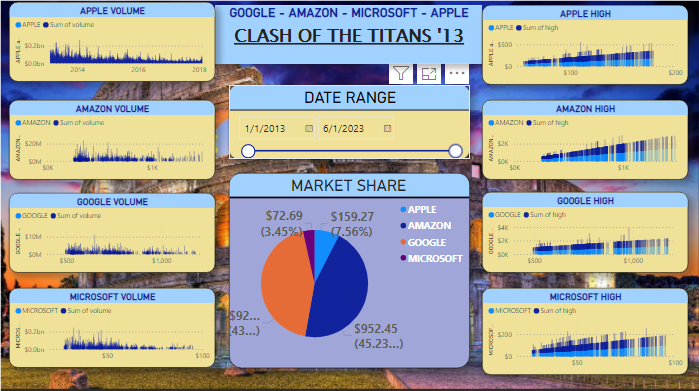 APPLE VOLUME
APPLE Sum of volume
APPLE a...
$0.2bn
$0.0bn
2014 2016 2018
AMAZON VOLUME
AMAZON Sum of volume
AMAZON...
$20M
$0M
$0K $1K
GOOGLE VOLUME
GOOGLE Sum of volume
GOOGLE ...
$10M
$0M
$500 $1,000
MICROSOFT VOLUME
MICROSOFT Sum of volume
MICROS...
$0.2bn
$0.0bn
$50 $100
GOOGLE - AMAZON - MICROSOFT - APPLE
CLASH OF THE TITANS '13
DATE RANGE
1/1/2013 6/1/2023
MARKET SHARE
$72.69
(3.45%)
$159.27
(7.56%)
$92...
(43...)
$952.45
(45.23...)
APPLE
AMAZON
GOOGLE
MICROSOFT
APPLE HIGH
APPLE Sum of high
APPLE a...
$500
$0
$100 $200
AMAZON HIGH
AMAZON Sum of high
AMAZON...
$2K
$0K
$0K $1K
GOOGLE HIGH
GOOGLE Sum of high
GOOGLE ...
$4K
$2K
$0K
$500 $1,000
MICROSOFT HIGH
MICROSOFT Sum of high
MICROS...
$200
$0
$50 $100